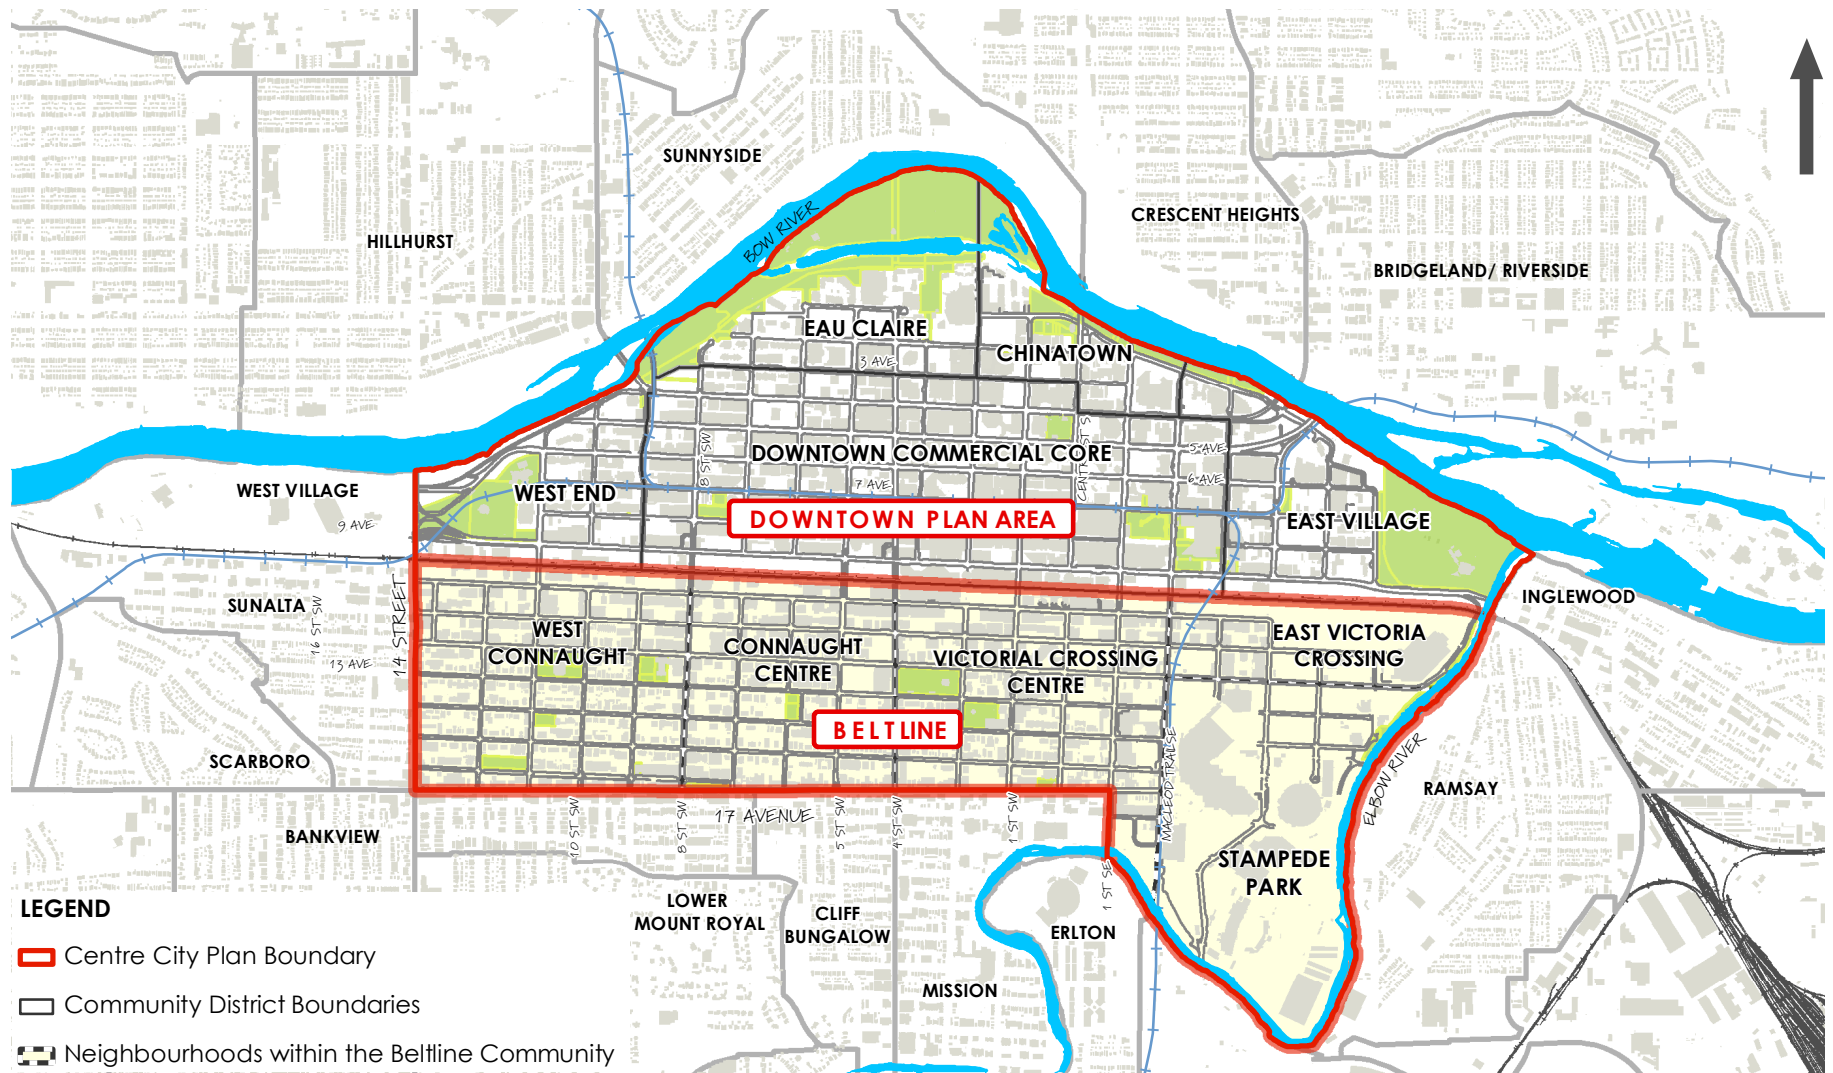 SUNNYSIDE
CRESCENT HEIGHTS
HILLHURST
BOW RIVER
BRIDGELAND/ RIVERSIDE
EAU CLAIRE
CHINATOWN
3 AVE
DOWNTOWN COMMERCIAL CORE
8 ST SW
CENTRE ST S
5 AVE
6 AVE
7 AVE
WEST VILLAGE
WEST END
9 AVE
DOWNTOWN PLAN AREA
EAST VILLAGE
SUNALTA
16 ST SW
14 STREET
13 AVE
INGLEWOOD
WEST
CONNAUGHT
CONNAUGHT
CENTRE
VICTORIAL CROSSING
CENTRE
EAST VICTORIA
CROSSING
BELTLINE
SCARBORO
MACLEOD TRAIL SE
ELBOW RIVER
RAMSAY
BANKVIEW
10 ST SW
8 ST SW
17 AVENUE
5 ST SW
4 ST SW
1 ST SW
1 ST SE
STAMPEDE
PARK
LOWER
MOUNT ROYAL
CLIFF
BUNGALOW
ERLTON
MISSION
LEGEND
Centre City Plan Boundary
Community District Boundaries
Neighbourhoods within the Beltline Community